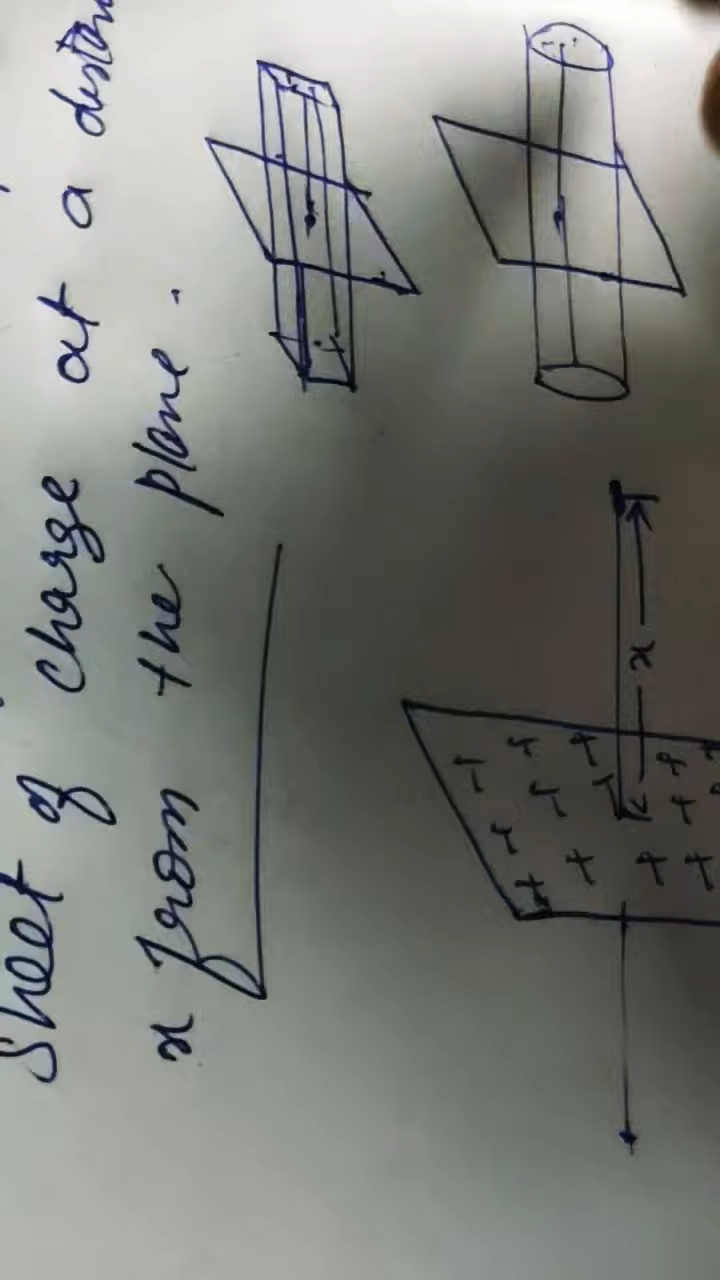 Sheet of charge at a distan
x from the plane.
x